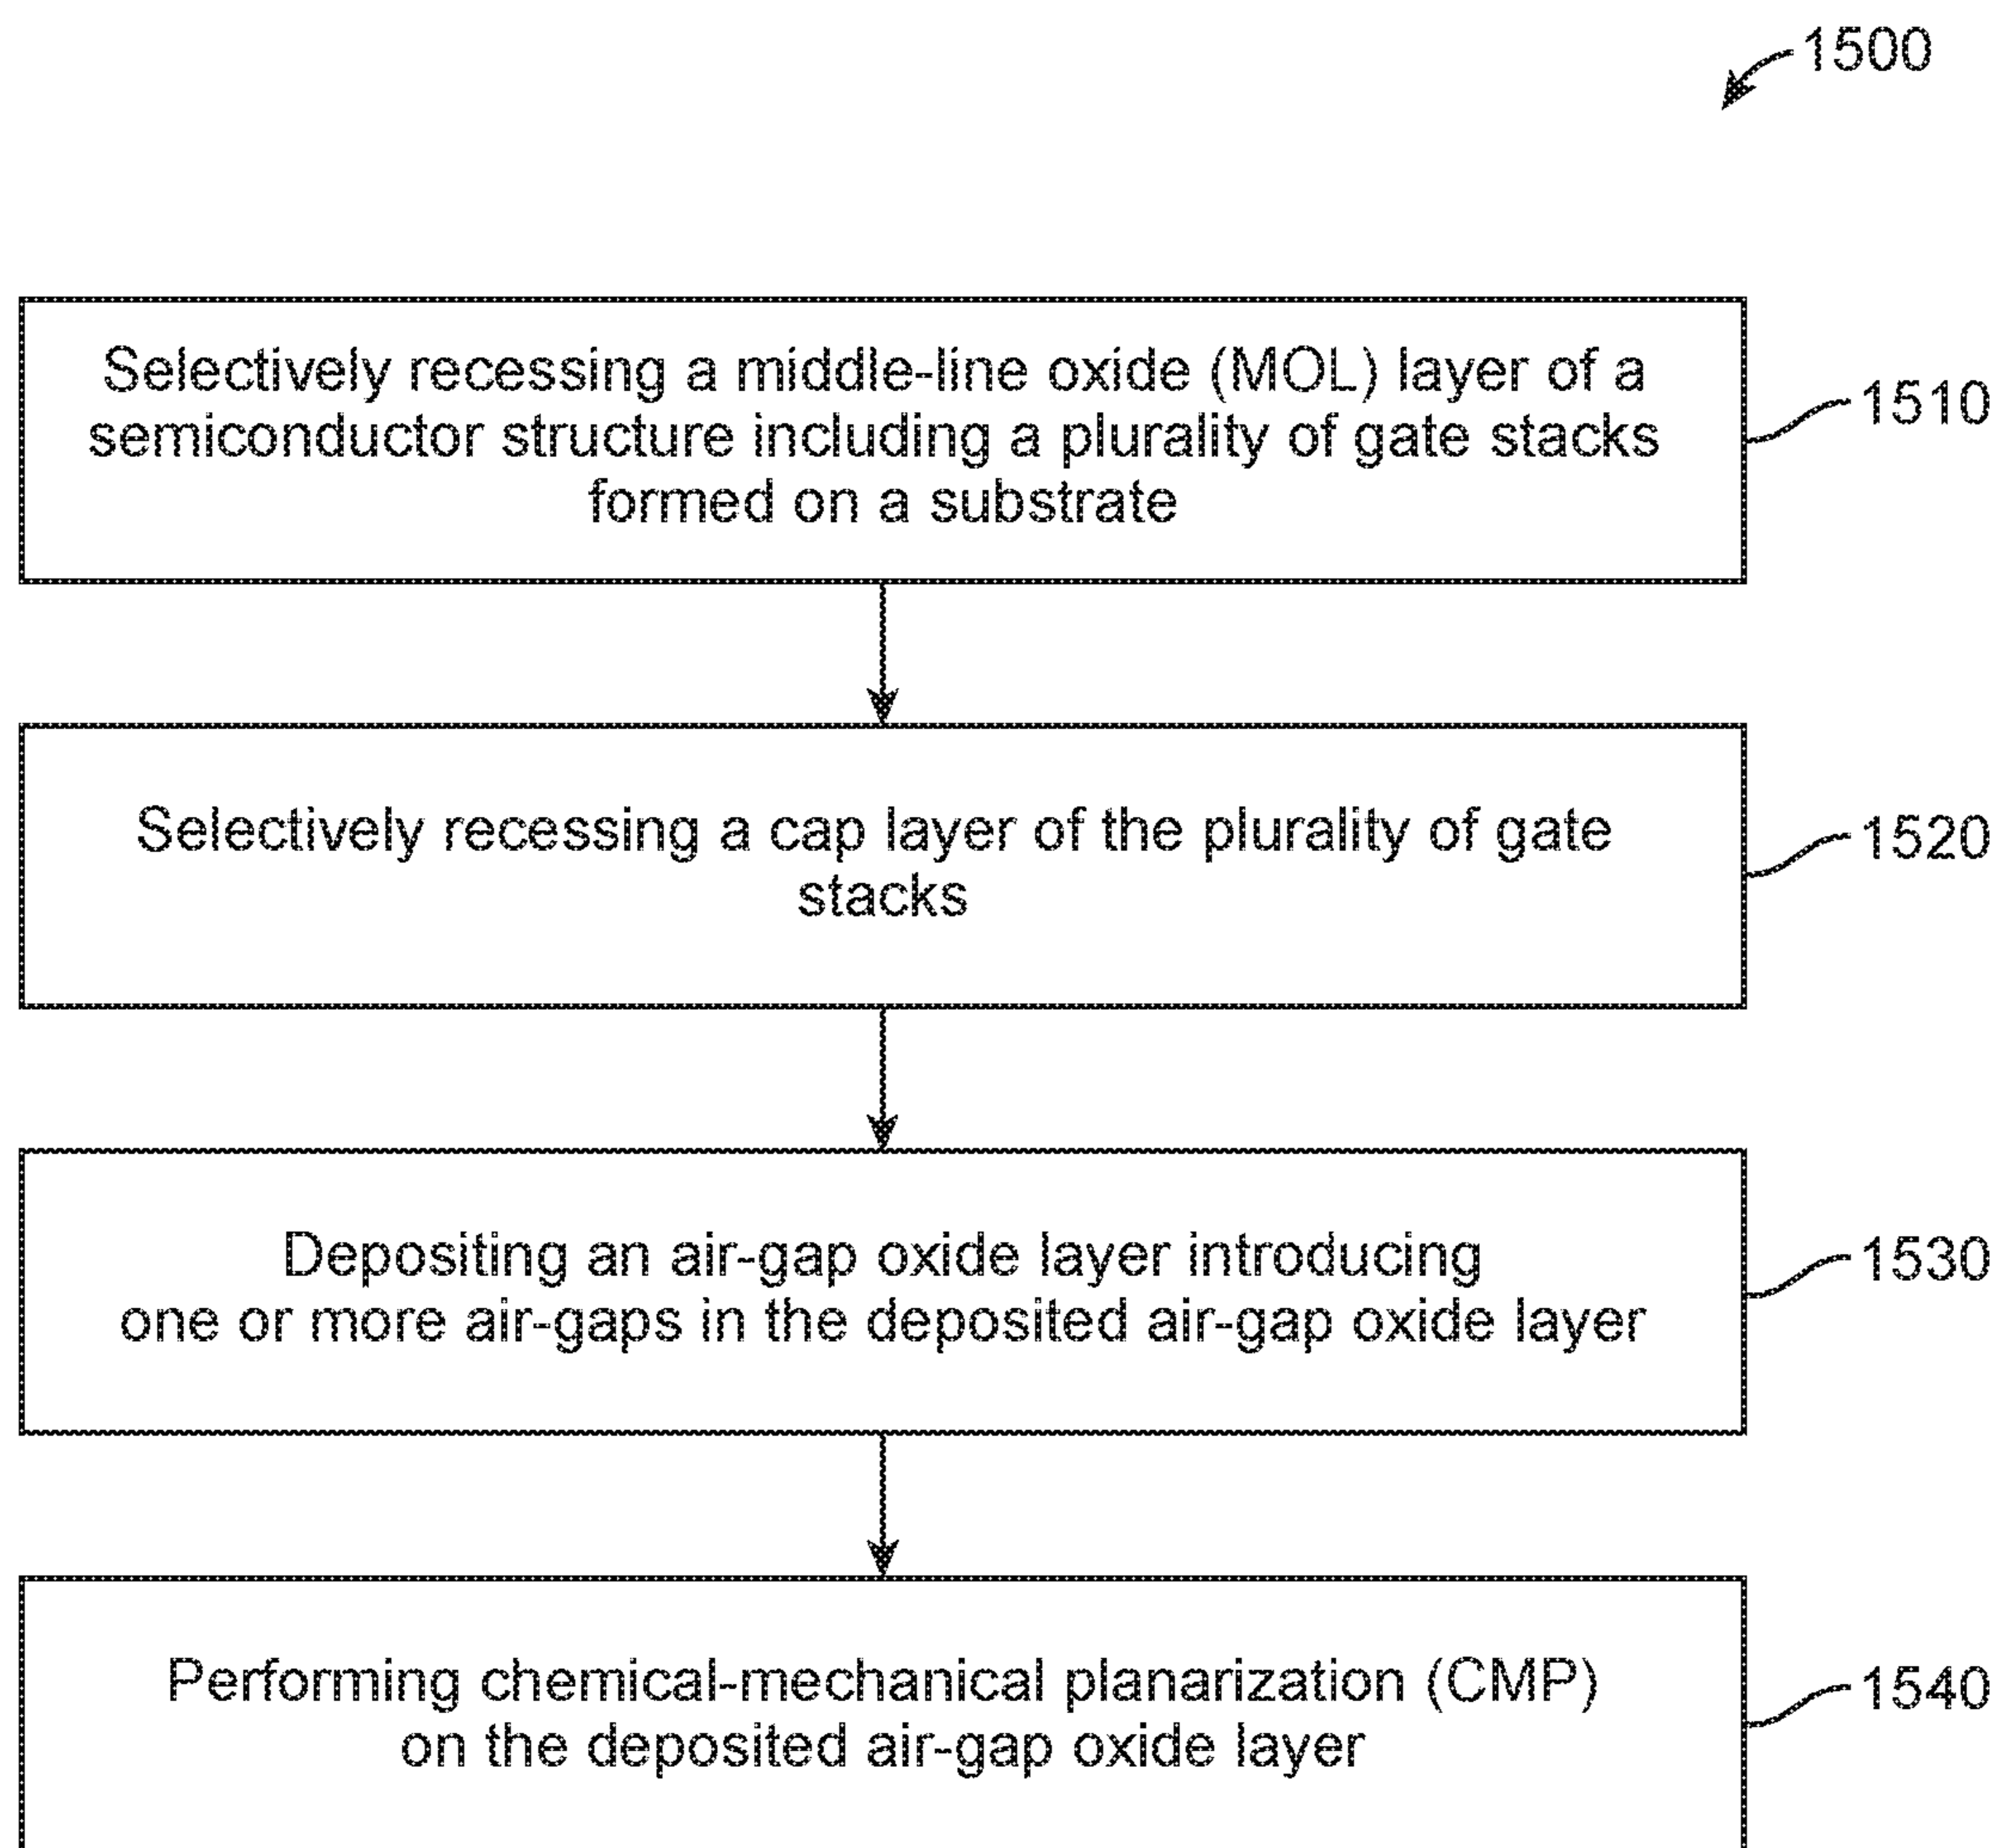 1500
Selectively recessing a middle-line oxide (MOL) layer of a
semiconductor structure including a plurality of gate stacks
formed on a substrate
1510
Selectively recessing a cap layer of the plurality of gate
stacks
1520
Depositing an air-gap oxide layer introducing
one or more air-gaps in the deposited air-gap oxide layer
1530
Performing chemical-mechanical planarization (CMP)
on the deposited air-gap oxide layer
1540